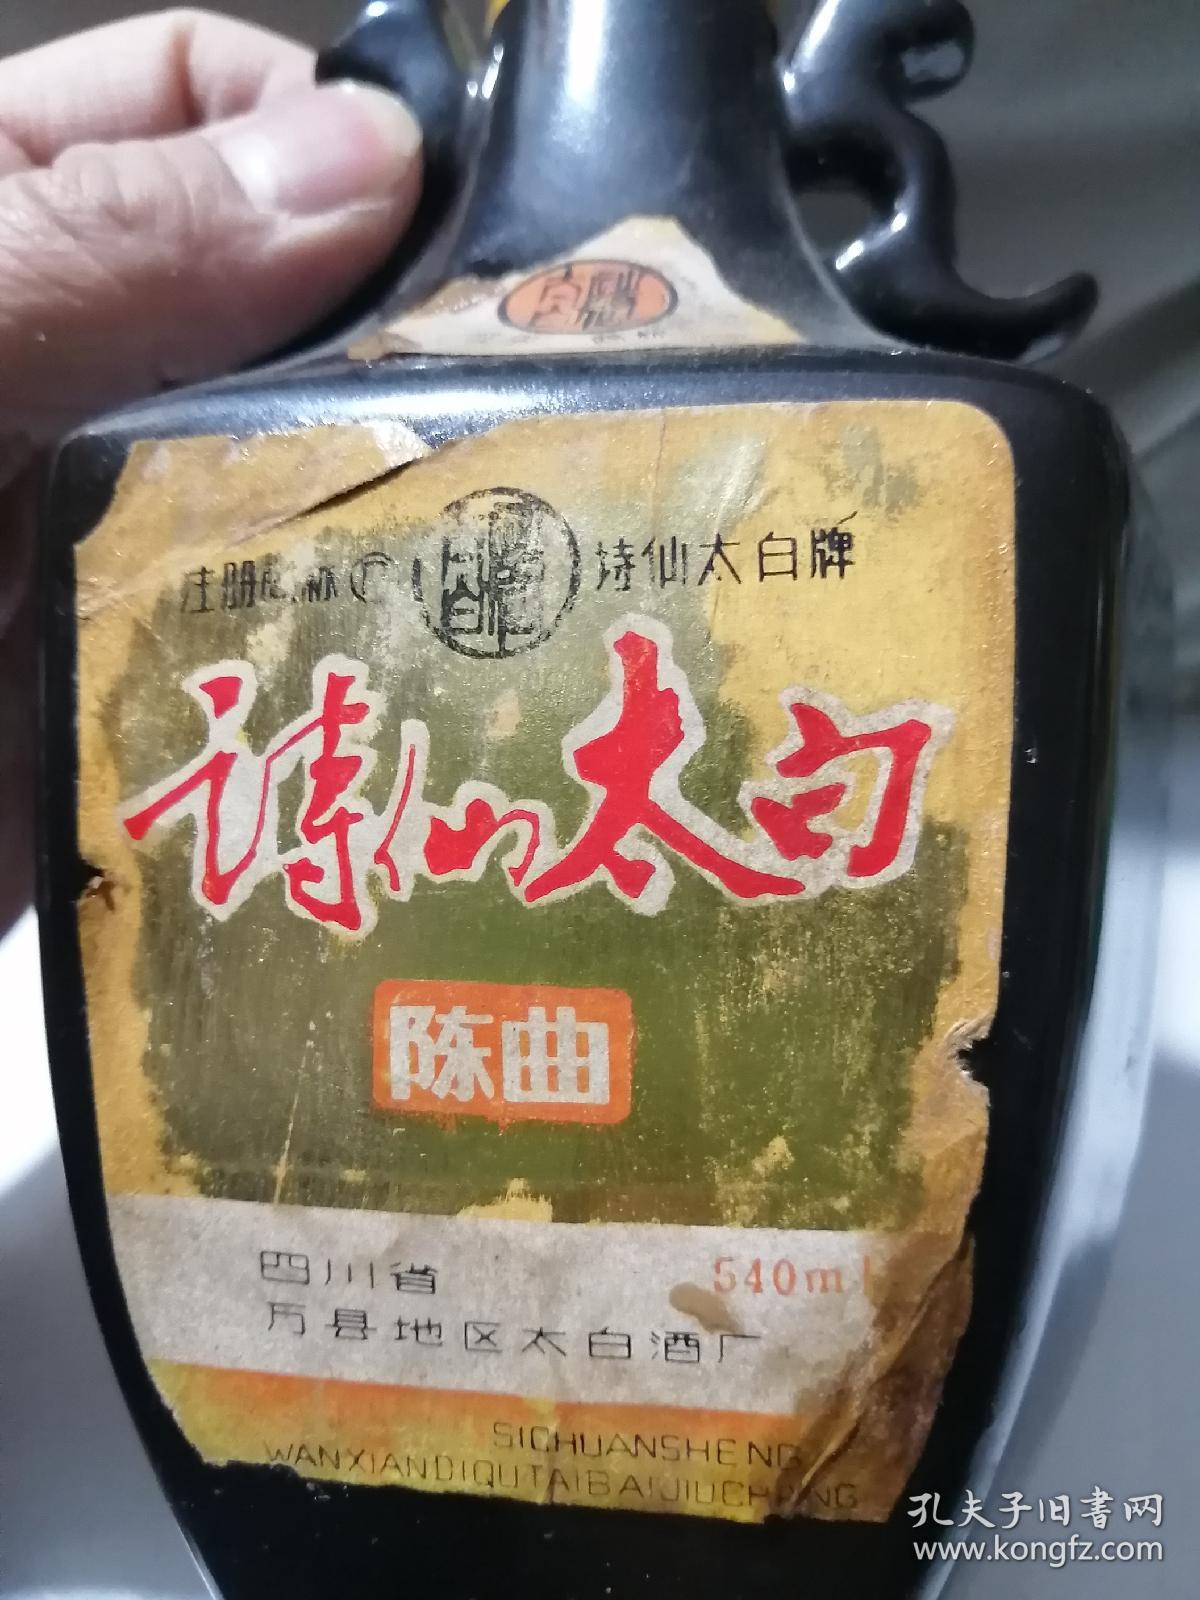 注册商标 诗仙太白牌
诗仙太白
陈曲
四川省 540ml
万县地区太白酒厂
SICHUANSHENG
WANXIANDIQUTAIBAIJIUCHANG
孔夫子旧书网
www.kongfz.com